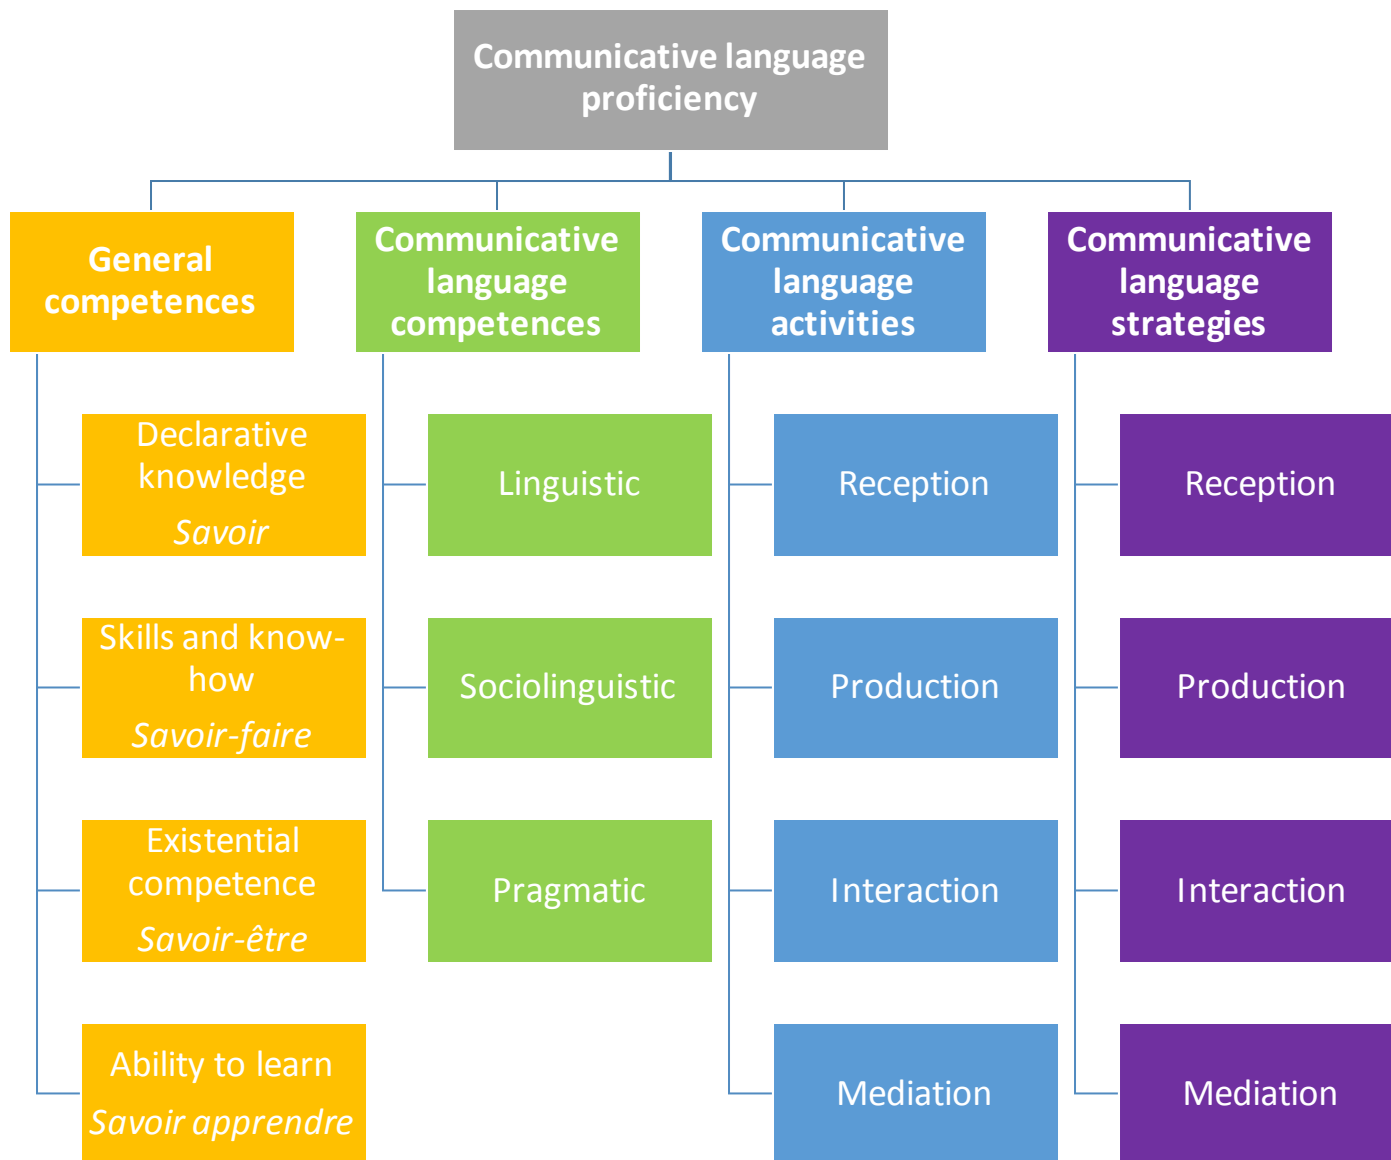 Communicative language
proficiency
General
competences
Declarative
knowledge
Savoir
Skills and know-
how
Savoir-faire
Existential
competence
Savoir-être
Ability to learn
Savoir apprendre
Communicative
language
competences
Linguistic
Sociolinguistic
Pragmatic
Communicative
language
activities
Reception
Production
Interaction
Mediation
Communicative
language
strategies
Reception
Production
Interaction
Mediation